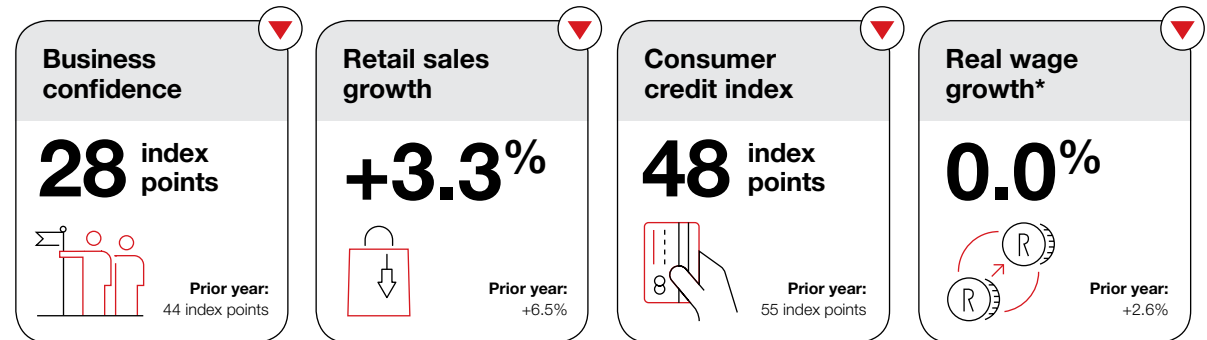 Business
confidence
28 index
points
Prior year:
44 index points
Retail sales
growth
+3.3%
Prior year:
+6.5%
Consumer
credit index
48 index
points
Prior year:
55 index points
Real wage
growth*
0.0%
R
R
Prior year:
+2.6%